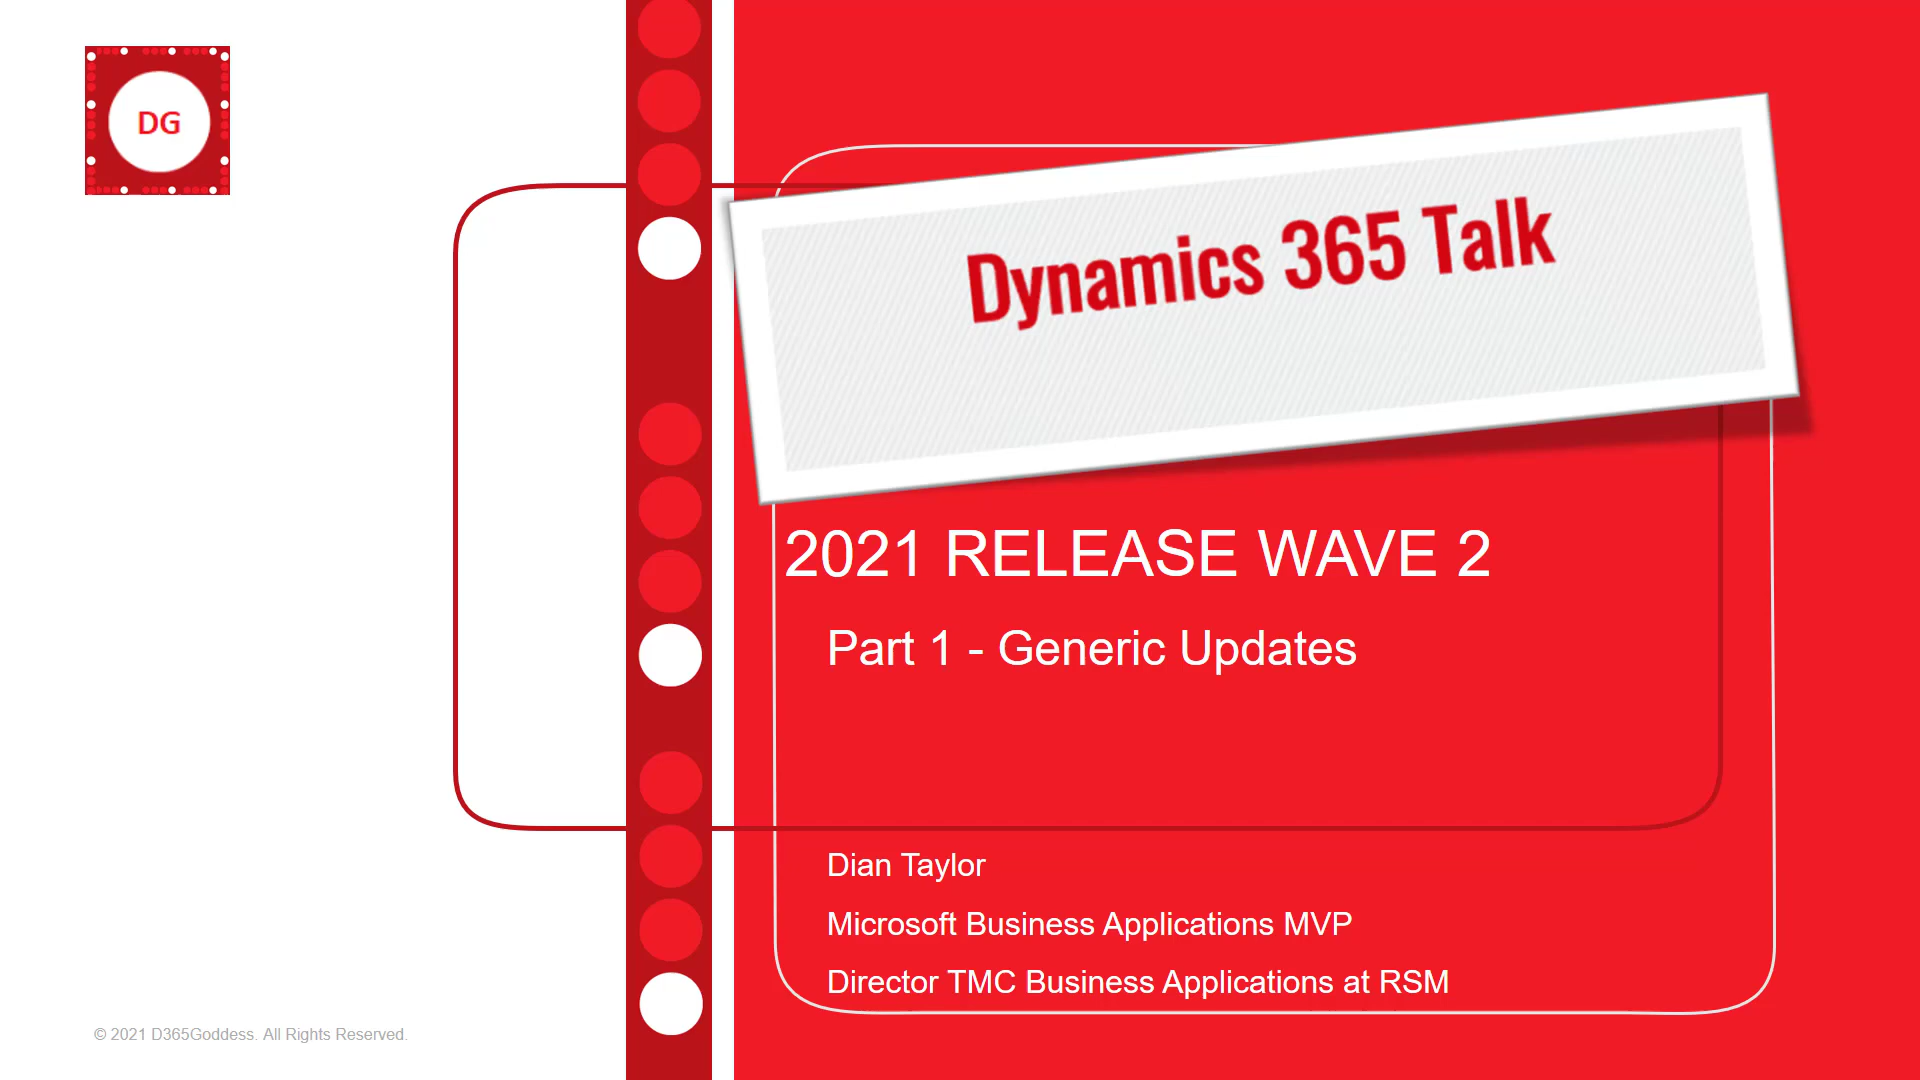 DG
Dynamics 365 Talk
2021 RELEASE WAVE 2
Part 1 - Generic Updates
Dian Taylor
Microsoft Business Applications MVP
Director TMC Business Applications at RSM
© 2021 D365Goddess. All Rights Reserved.